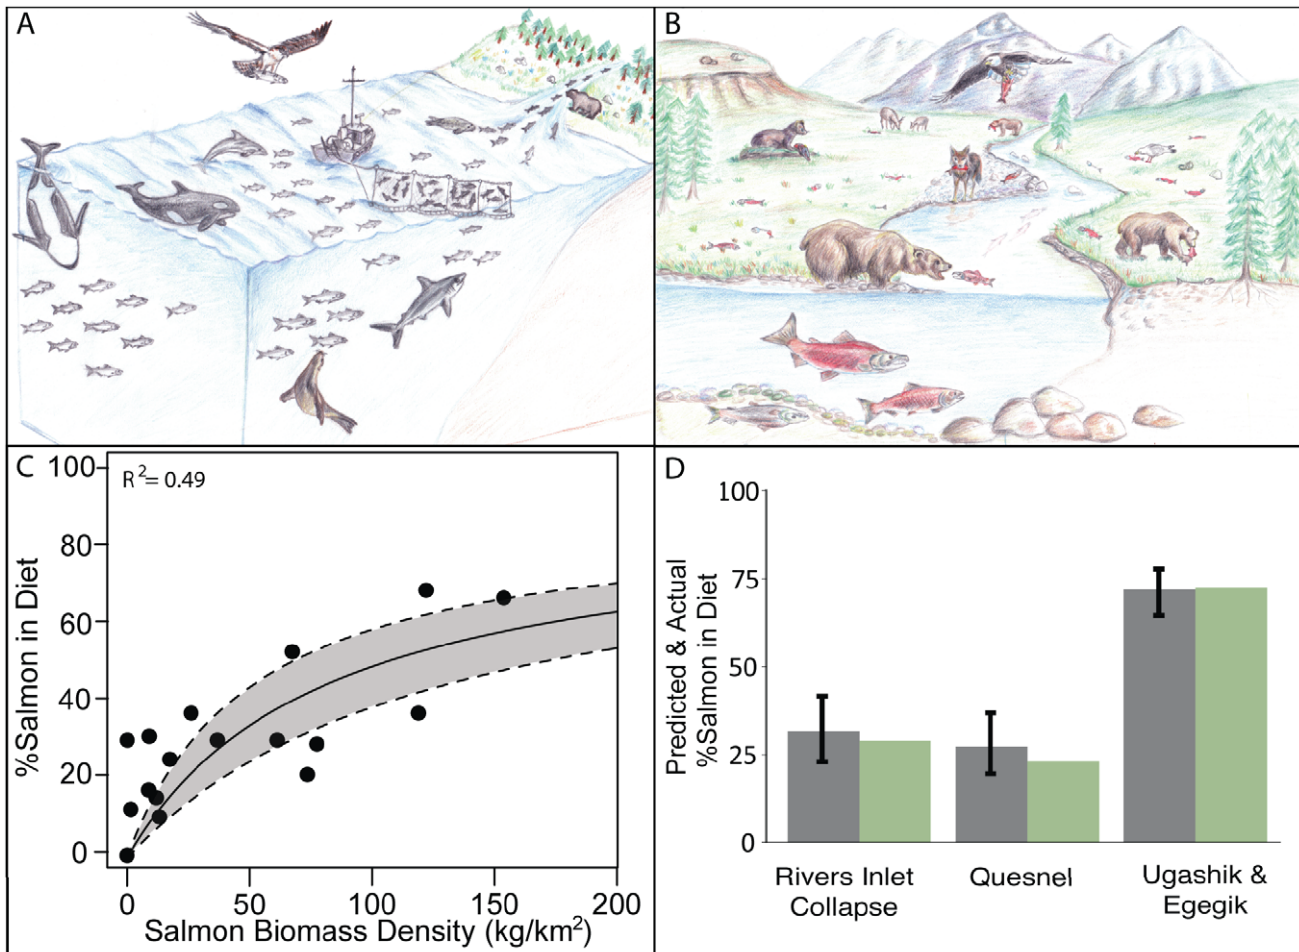 A
B
C
R²= 0.49
%Salmon in Diet
100
80
60
40
20
0
0
50
100
150
200
Salmon Biomass Density (kg/km²)
D
Predicted & Actual
%Salmon in Diet
100
75
50
25
0
Rivers Inlet
Collapse
Quesnel
Ugashik &
Egegik